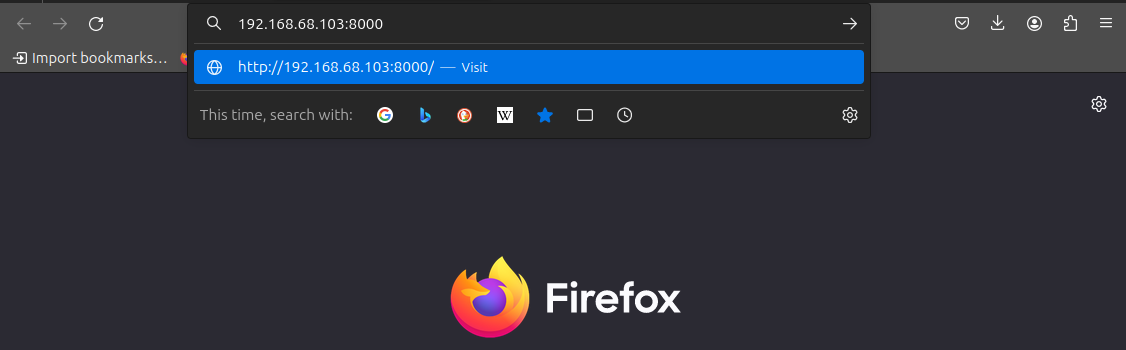 192.168.68.103:8000
Import bookmarks…
http://192.168.68.103:8000/ — Visit
This time, search with:
Firefox